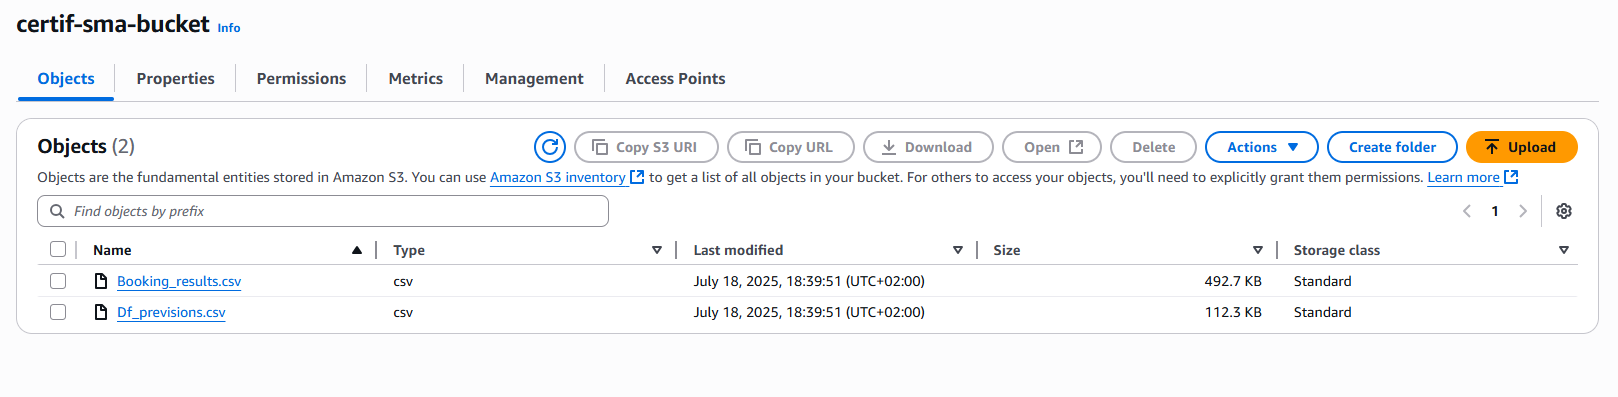 certif-sma-bucket Info
Objects Properties Permissions Metrics Management Access Points
Objects (2) Copy S3 URI Copy URL Download Open Delete Actions Create folder Upload
Objects are the fundamental entities stored in Amazon S3. You can use Amazon S3 inventory to get a list of all objects in your bucket. For others to access your objects, you'll need to explicitly grant them permissions. Learn more
Find objects by prefix 1
Name Type Last modified Size Storage class
Booking_results.csv csv July 18, 2025, 18:39:51 (UTC+02:00) 492.7 KB Standard
Df_previsions.csv csv July 18, 2025, 18:39:51 (UTC+02:00) 112.3 KB Standard